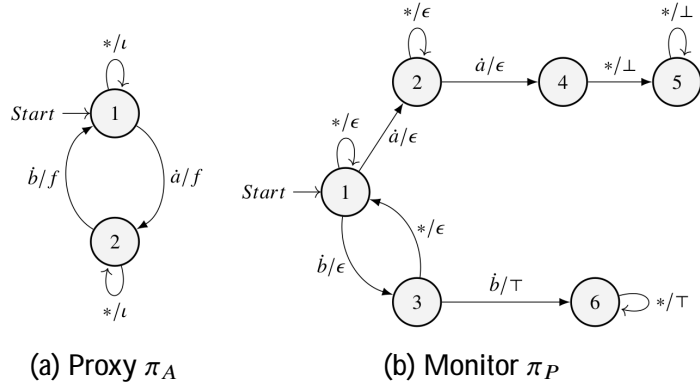 */ι
1
Start
ḃ/f
ȧ/f
2
*/ι
(a) Proxy π_A
*/ϵ
2
ȧ/ϵ
4
*/⊥
*/⊥
5
*/ϵ
ȧ/ϵ
Start
1
ḃ/ϵ
*/ϵ
3
ḃ/⊤
6
*/⊤
(b) Monitor π_P